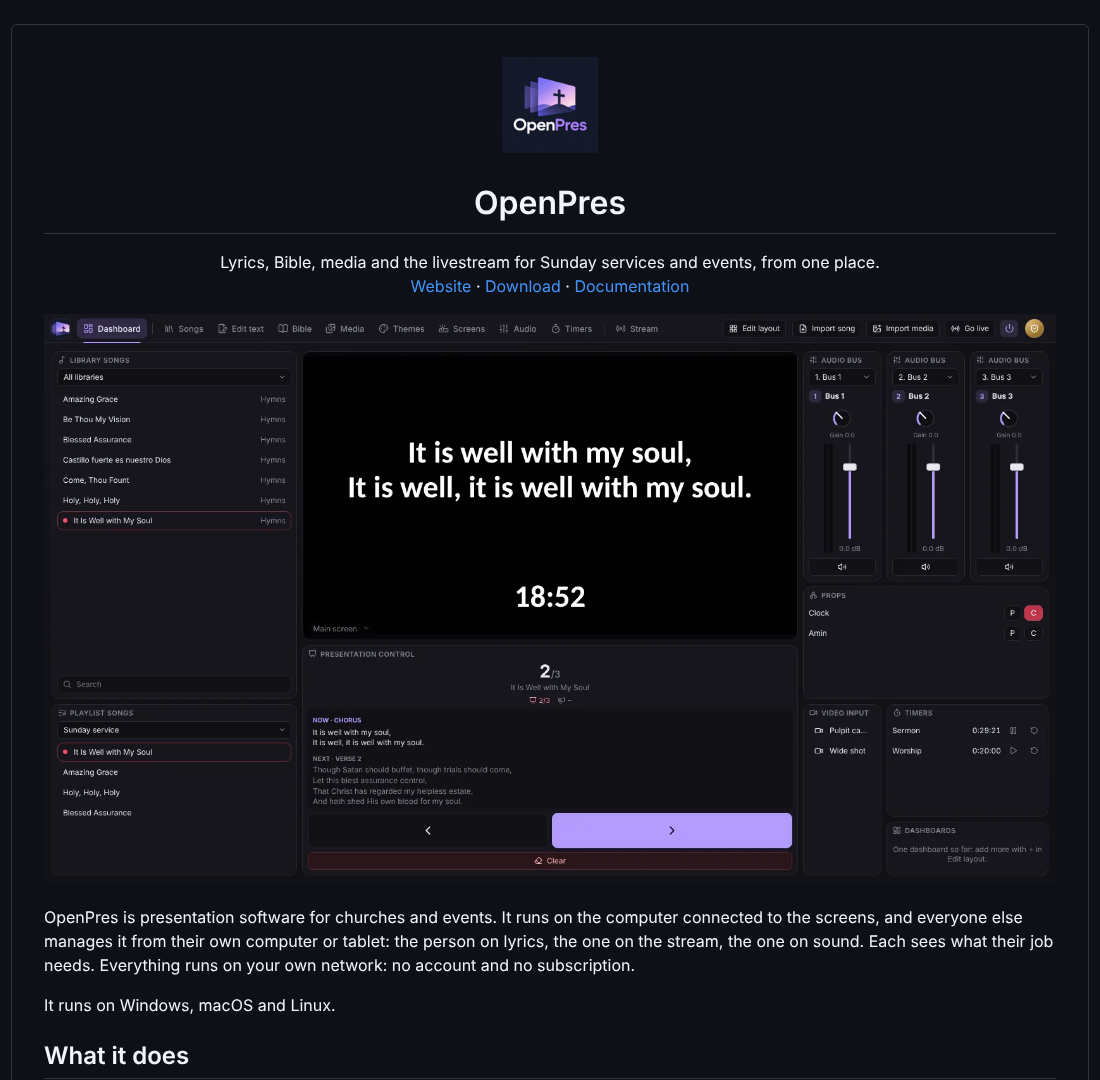 OpenPres
OpenPres
Lyrics, Bible, media and the livestream for Sunday services and events, from one place.
Website · Download · Documentation
Dashboard Songs Edit text Bible Media Themes Screens Audio Timers Stream Edit layout Import song Import media Go live
LIBRARY SONGS
All libraries
Amazing Grace Hymns
Be Thou My Vision Hymns
Blessed Assurance Hymns
Castillo fuerte es nuestro Dios Hymns
Come, Thou Fount Hymns
Holy, Holy, Holy Hymns
It Is Well with My Soul Hymns
Search
PLAYLIST SONGS
Sunday service
It Is Well with My Soul
Amazing Grace
Holy, Holy, Holy
Blessed Assurance
It is well with my soul,
It is well, it is well with my soul.
18:52
Main screen
PRESENTATION CONTROL
2/3
It Is Well with My Soul
2/3 –
NOW · CHORUS
It is well with my soul,
It is well, it is well with my soul.
NEXT · VERSE 2
Though Satan should buffet, though trials should come,
Let this blest assurance control,
That Christ has regarded my helpless estate,
And hath shed His own blood for my soul.
Clear
AUDIO BUS AUDIO BUS AUDIO BUS
1. Bus 1 2. Bus 2 3. Bus 3
1 Bus 1 2 Bus 2 3 Bus 3
Gain 0.0 Gain 0.0 Gain 0.0
0.0 dB 0.0 dB 0.0 dB
PROPS
Clock P C
Amin P C
VIDEO INPUT
Pulpit ca...
Wide shot
TIMERS
Sermon 0:29:21
Worship 0:20:00
DASHBOARDS
One dashboard so far: add more with + in
Edit layout.
OpenPres is presentation software for churches and events. It runs on the computer connected to the screens, and everyone else
manages it from their own computer or tablet: the person on lyrics, the one on the stream, the one on sound. Each sees what their job
needs. Everything runs on your own network: no account and no subscription.
It runs on Windows, macOS and Linux.
What it does